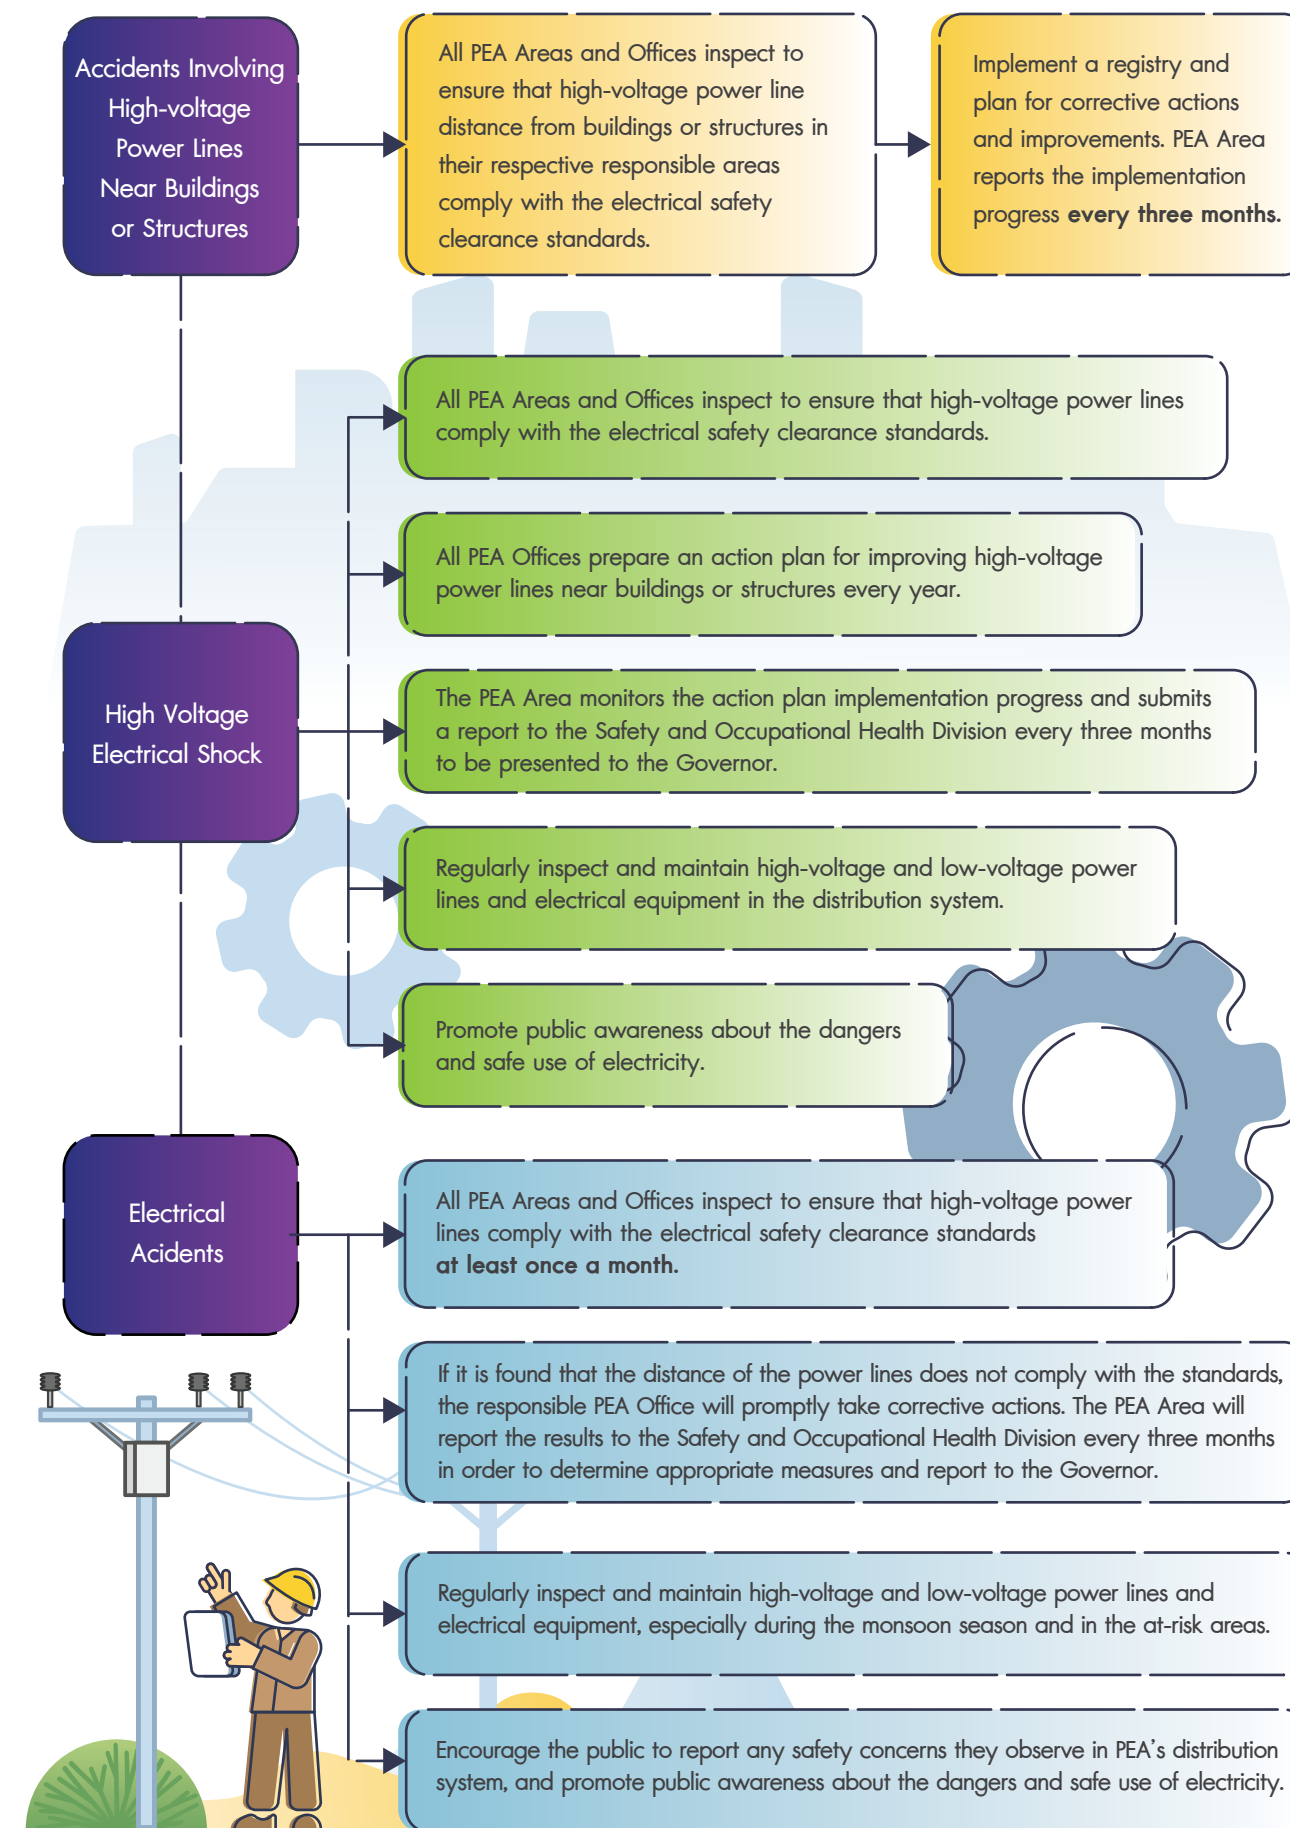 Accidents Involving
High-voltage
Power Lines
Near Buildings
or Structures
All PEA Areas and Offices inspect to
ensure that high-voltage power line
distance from buildings or structures in
their respective responsible areas
comply with the electrical safety
clearance standards.
Implement a registry and
plan for corrective actions
and improvements. PEA Area
reports the implementation
progress every three months.
High Voltage
Electrical Shock
All PEA Areas and Offices inspect to ensure that high-voltage power lines
comply with the electrical safety clearance standards.
All PEA Offices prepare an action plan for improving high-voltage
power lines near buildings or structures every year.
The PEA Area monitors the action plan implementation progress and submits
a report to the Safety and Occupational Health Division every three months
to be presented to the Governor.
Regularly inspect and maintain high-voltage and low-voltage power
lines and electrical equipment in the distribution system.
Promote public awareness about the dangers
and safe use of electricity.
Electrical
Acidents
All PEA Areas and Offices inspect to ensure that high-voltage power
lines comply with the electrical safety clearance standards
at least once a month.
If it is found that the distance of the power lines does not comply with the standards,
the responsible PEA Office will promptly take corrective actions. The PEA Area will
report the results to the Safety and Occupational Health Division every three months
in order to determine appropriate measures and report to the Governor.
Regularly inspect and maintain high-voltage and low-voltage power lines and
electrical equipment, especially during the monsoon season and in the at-risk areas.
Encourage the public to report any safety concerns they observe in PEA's distribution
system, and promote public awareness about the dangers and safe use of electricity.